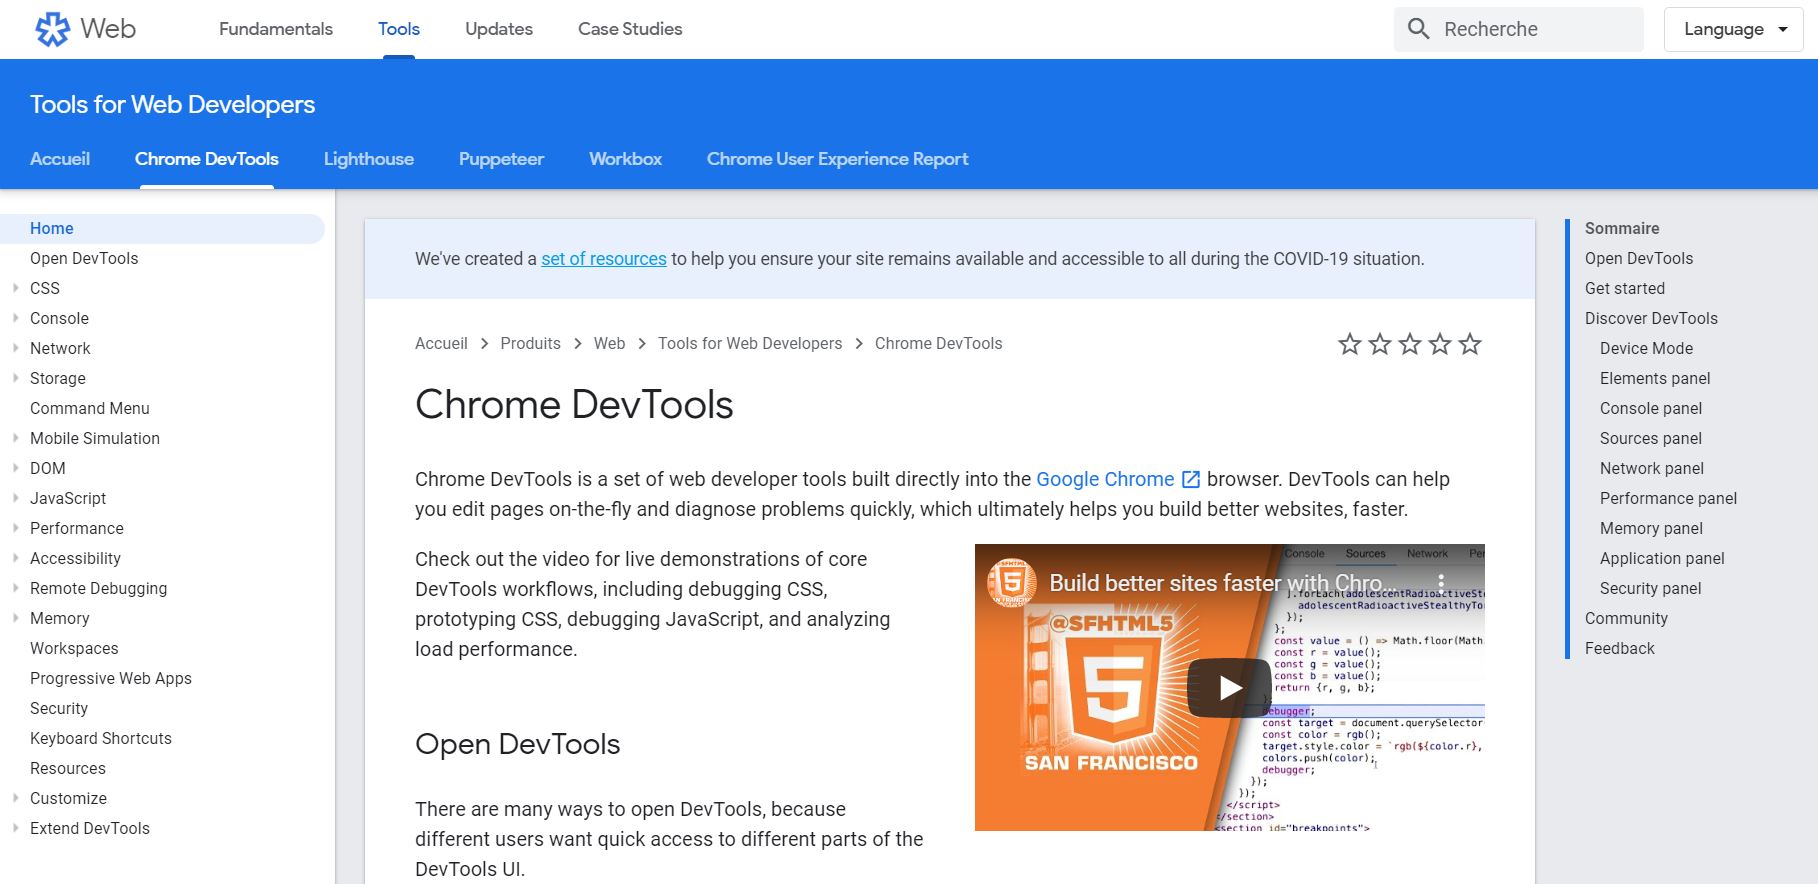 Web
Fundamentals
Tools
Updates
Case Studies
Recherche
Language
Tools for Web Developers
Accueil
Chrome DevTools
Lighthouse
Puppeteer
Workbox
Chrome User Experience Report
Home
Open DevTools
CSS
Console
Network
Storage
Command Menu
Mobile Simulation
DOM
JavaScript
Performance
Accessibility
Remote Debugging
Memory
Workspaces
Progressive Web Apps
Security
Keyboard Shortcuts
Resources
Customize
Extend DevTools
We've created a set of resources to help you ensure your site remains available and accessible to all during the COVID-19 situation.
Accueil > Produits > Web > Tools for Web Developers > Chrome DevTools
Chrome DevTools
Chrome DevTools is a set of web developer tools built directly into the Google Chrome browser. DevTools can help
you edit pages on-the-fly and diagnose problems quickly, which ultimately helps you build better websites, faster.
Check out the video for live demonstrations of core
DevTools workflows, including debugging CSS,
prototyping CSS, debugging JavaScript, and analyzing
load performance.
Build better sites faster with Chro...
@SFHTML5
5
SAN FRANCISCO
Console Sources Network Per
].forEach(adolescentRadioactiveSte
adolescentRadioactiveStealthyTor
});
};
const value = () => Math.floor(Math.
const r = value();
const g = value();
const b = value();
return {r, g, b};
debugger;
const target = document.querySelector
const color = rgb();
target.style.color = `rgb(${color.r},
colors.push(color);
debugger;
});
});
</script>
</section>
<section id="breakpoints">
Open DevTools
There are many ways to open DevTools, because
different users want quick access to different parts of the
DevTools UI.
Sommaire
Open DevTools
Get started
Discover DevTools
Device Mode
Elements panel
Console panel
Sources panel
Network panel
Performance panel
Memory panel
Application panel
Security panel
Community
Feedback